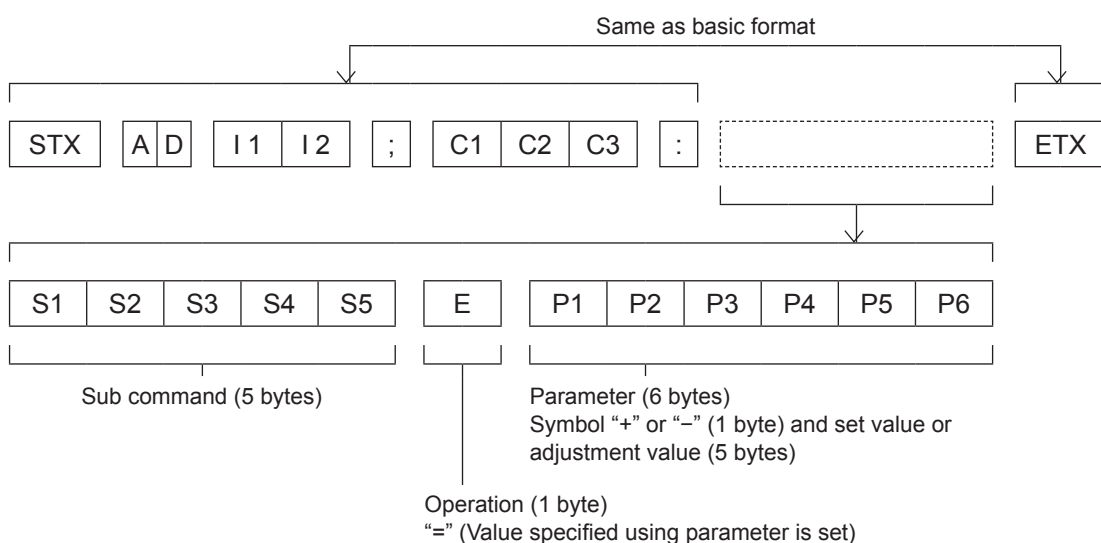 Same as basic format
STX A D I 1 I 2 ; C1 C2 C3 : ETX
S1 S2 S3 S4 S5 E P1 P2 P3 P4 P5 P6
Sub command (5 bytes)
Parameter (6 bytes)
Symbol “+” or “−” (1 byte) and set value or
adjustment value (5 bytes)
Operation (1 byte)
“=” (Value specified using parameter is set)